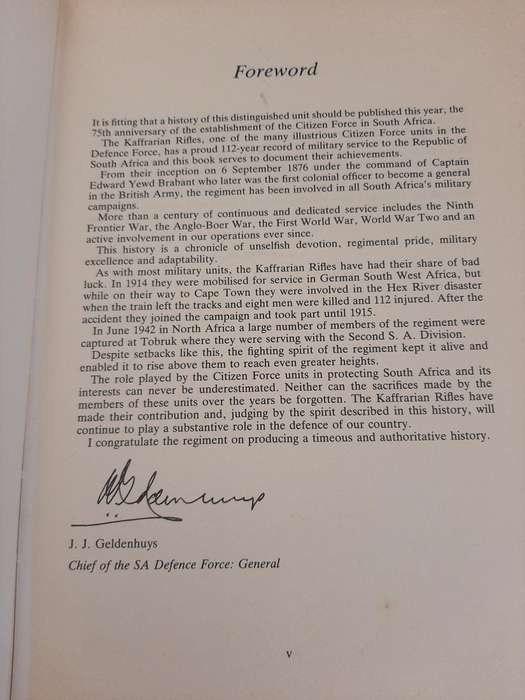 Foreword
It is fitting that a history of this distinguished unit should be published this year, the
75th anniversary of the establishment of the Citizen Force in South Africa.
The Kaffrarian Rifles, one of the many illustrious Citizen Force units in the
Defence Force, has a proud 112-year record of military service to the Republic of
South Africa and this book serves to document their achievements.
From their inception on 6 September 1876 under the command of Captain
Edward Yewd Brabant who later was the first colonial officer to become a general
in the British Army, the regiment has been involved in all South Africa's military
campaigns.
More than a century of continuous and dedicated service includes the Ninth
Frontier War, the Anglo-Boer War, the First World War, World War Two and an
active involvement in our operations ever since.
This history is a chronicle of unselfish devotion, regimental pride, military
excellence and adaptability.
As with most military units, the Kaffrarian Rifles have had their share of bad
luck. In 1914 they were mobilised for service in German South West Africa, but
while on their way to Cape Town they were involved in the Hex River disaster
when the train left the tracks and eight men were killed and 112 injured. After the
accident they joined the campaign and took part until 1915.
In June 1942 in North Africa a large number of members of the regiment were
captured at Tobruk where they were serving with the Second S. A. Division.
Despite setbacks like this, the fighting spirit of the regiment kept it alive and
enabled it to rise above them to reach even greater heights.
The role played by the Citizen Force units in protecting South Africa and its
interests can never be underestimated. Neither can the sacrifices made by the
members of these units over the years be forgotten. The Kaffrarian Rifles have
made their contribution and, judging by the spirit described in this history, will
continue to play a substantive role in the defence of our country.
I congratulate the regiment on producing a timeous and authoritative history.
J. J. Geldenhuys
Chief of the SA Defence Force: General
v